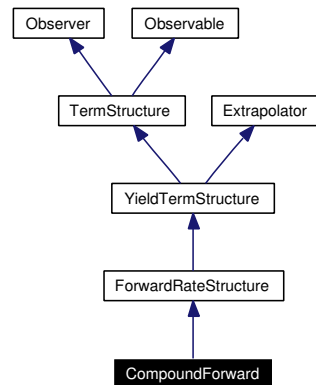 Observer
Observable
TermStructure
Extrapolator
YieldTermStructure
ForwardRateStructure
CompoundForward